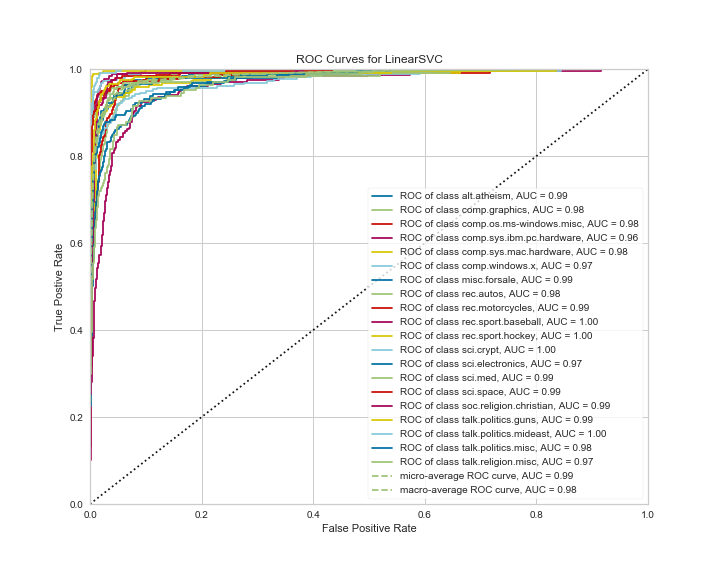 ROC Curves for LinearSVC
1.0
0.8
0.6
0.4
0.2
0.0
True Postive Rate
ROC of class alt.atheism, AUC = 0.99
ROC of class comp.graphics, AUC = 0.98
ROC of class comp.os.ms-windows.misc, AUC = 0.98
ROC of class comp.sys.ibm.pc.hardware, AUC = 0.96
ROC of class comp.sys.mac.hardware, AUC = 0.98
ROC of class comp.windows.x, AUC = 0.97
ROC of class misc.forsale, AUC = 0.99
ROC of class rec.autos, AUC = 0.98
ROC of class rec.motorcycles, AUC = 0.99
ROC of class rec.sport.baseball, AUC = 1.00
ROC of class rec.sport.hockey, AUC = 1.00
ROC of class sci.crypt, AUC = 1.00
ROC of class sci.electronics, AUC = 0.97
ROC of class sci.med, AUC = 0.99
ROC of class sci.space, AUC = 0.99
ROC of class soc.religion.christian, AUC = 0.99
ROC of class talk.politics.guns, AUC = 0.99
ROC of class talk.politics.mideast, AUC = 1.00
ROC of class talk.politics.misc, AUC = 0.98
ROC of class talk.religion.misc, AUC = 0.97
micro-average ROC curve, AUC = 0.99
macro-average ROC curve, AUC = 0.98
0.0 0.2 0.4 0.6 0.8 1.0
False Positive Rate